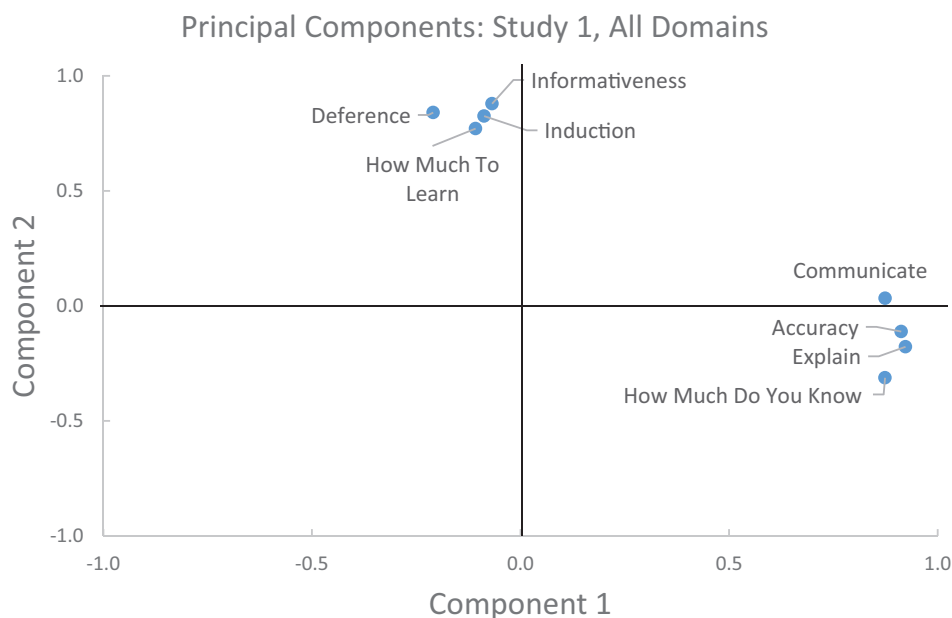 Principal Components: Study 1, All Domains
1.0
Informativeness
Deference
Induction
How Much To
Learn
0.5
Component 2
Communicate
0.0
Accuracy
Explain
How Much Do You Know
-0.5
-1.0
-1.0
-0.5
0.0
0.5
1.0
Component 1